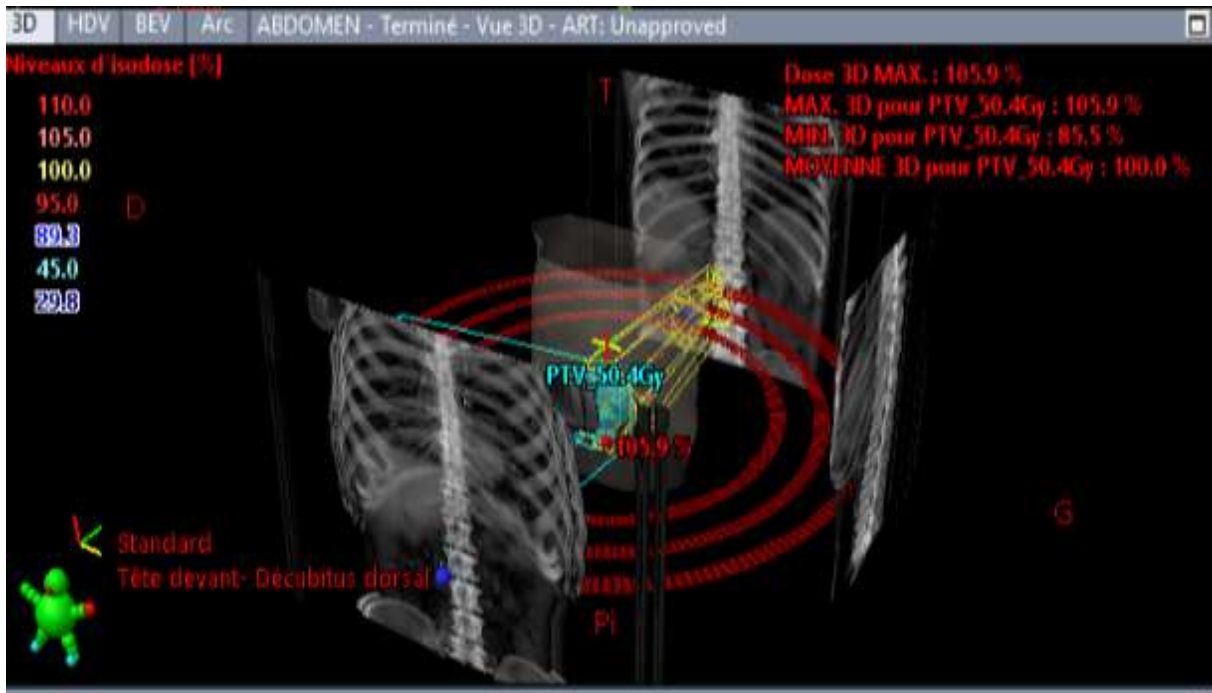 3D HDV BEV Arc ABDOMEN - Terminé - Vue 3D - ART: Unapproved
Niveaux d'isodose [%]
110.0
105.0
100.0
95.0
89.3
45.0
29.8
Dose 3D MAX. : 105.9 %
MAX. 3D pour PTV_50.4Gy : 105.9 %
MIN. 3D pour PTV_50.4Gy : 85.5 %
MOYENNE 3D pour PTV_50.4Gy : 100.0 %
T
D
PTV_50.4Gy
105.9 %
G
Standard
Tête devant- Décubitus dorsal
Pi